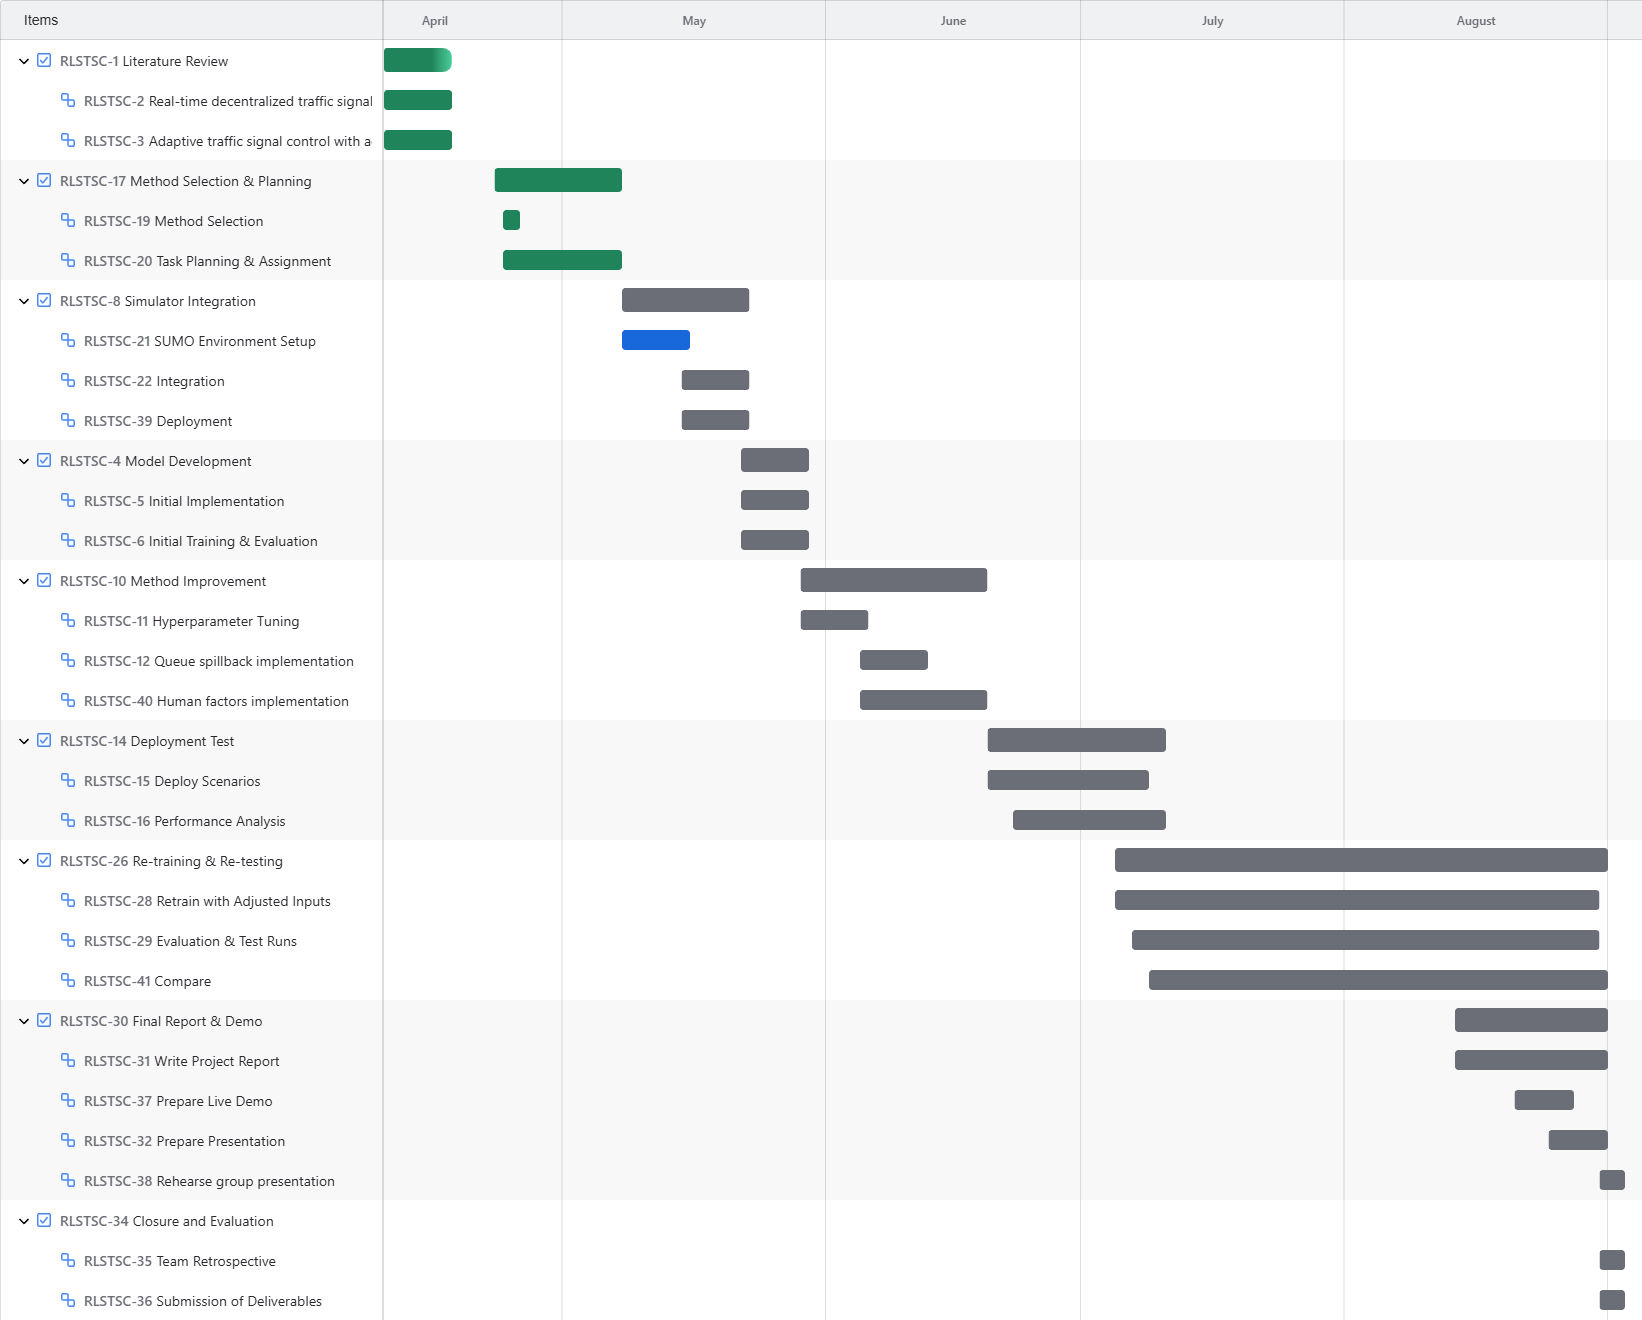 Items April May June July August
RLSTSC-1 Literature Review
RLSTSC-2 Real-time decentralized traffic signal
RLSTSC-3 Adaptive traffic signal control with a
RLSTSC-17 Method Selection & Planning
RLSTSC-19 Method Selection
RLSTSC-20 Task Planning & Assignment
RLSTSC-8 Simulator Integration
RLSTSC-21 SUMO Environment Setup
RLSTSC-22 Integration
RLSTSC-39 Deployment
RLSTSC-4 Model Development
RLSTSC-5 Initial Implementation
RLSTSC-6 Initial Training & Evaluation
RLSTSC-10 Method Improvement
RLSTSC-11 Hyperparameter Tuning
RLSTSC-12 Queue spillback implementation
RLSTSC-40 Human factors implementation
RLSTSC-14 Deployment Test
RLSTSC-15 Deploy Scenarios
RLSTSC-16 Performance Analysis
RLSTSC-26 Re-training & Re-testing
RLSTSC-28 Retrain with Adjusted Inputs
RLSTSC-29 Evaluation & Test Runs
RLSTSC-41 Compare
RLSTSC-30 Final Report & Demo
RLSTSC-31 Write Project Report
RLSTSC-37 Prepare Live Demo
RLSTSC-32 Prepare Presentation
RLSTSC-38 Rehearse group presentation
RLSTSC-34 Closure and Evaluation
RLSTSC-35 Team Retrospective
RLSTSC-36 Submission of Deliverables